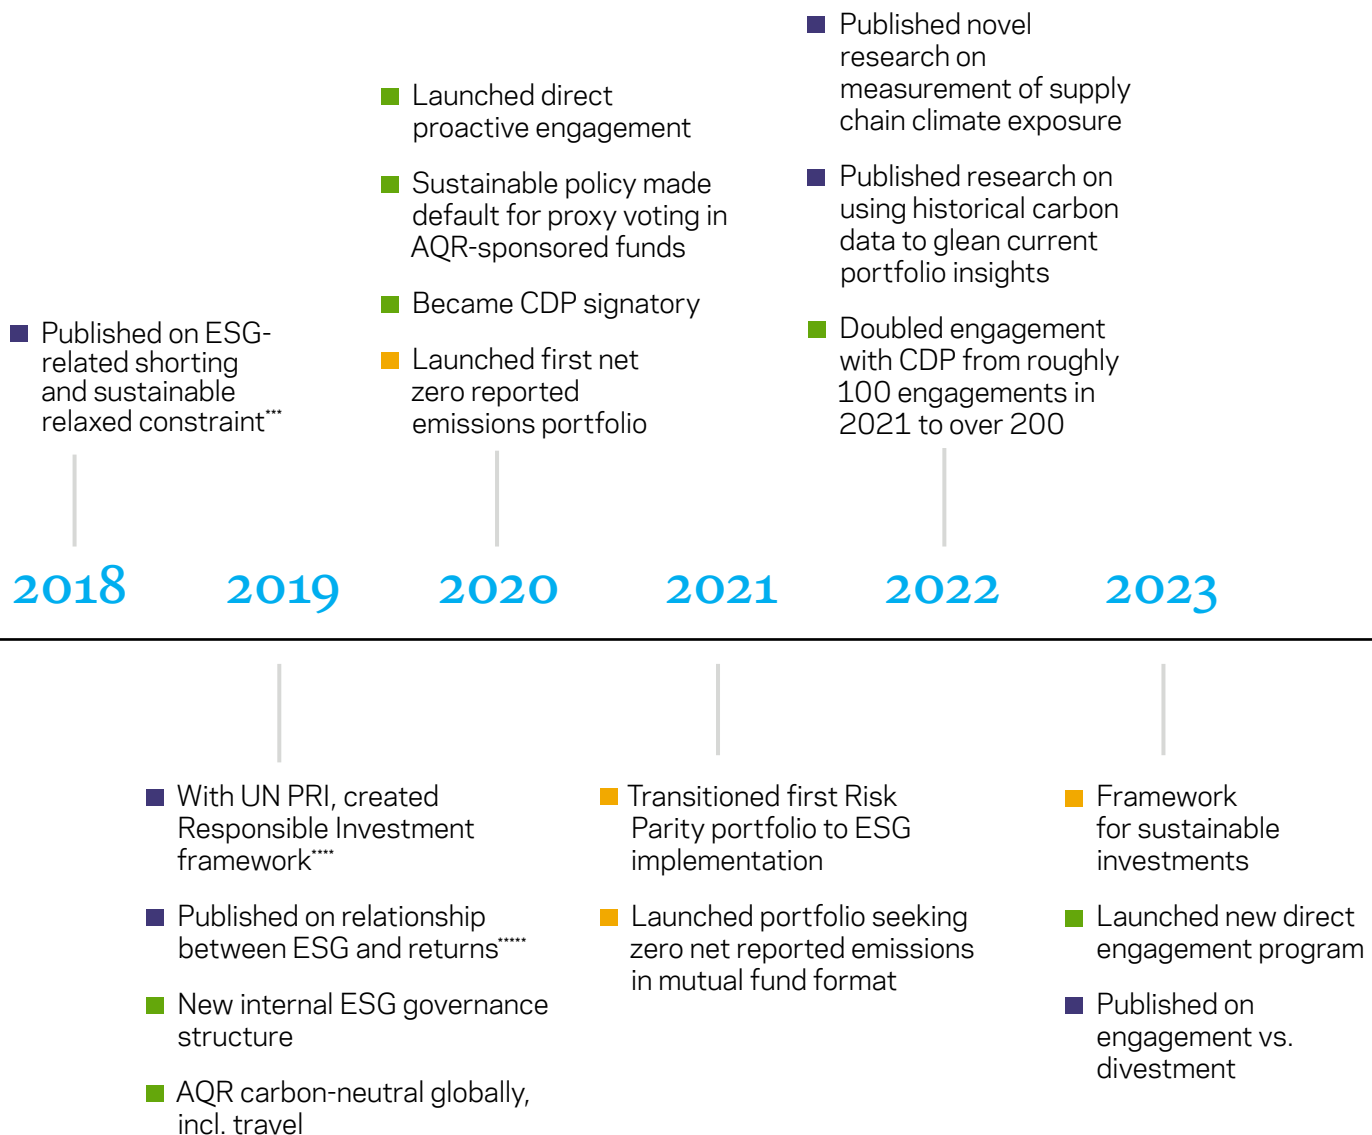 Published on ESG-
related shorting
and sustainable
relaxed constraint***
Launched direct
proactive engagement
Sustainable policy made
default for proxy voting in
AQR-sponsored funds
Became CDP signatory
Launched first net
zero reported
emissions portfolio
Published novel
research on
measurement of supply
chain climate exposure
Published research on
using historical carbon
data to glean current
portfolio insights
Doubled engagement
with CDP from roughly
100 engagements in
2021 to over 200
2018 2019 2020 2021 2022 2023
With UN PRI, created
Responsible Investment
framework****
Published on relationship
between ESG and returns*****
New internal ESG governance
structure
AQR carbon-neutral globally,
incl. travel
Transitioned first Risk
Parity portfolio to ESG
implementation
Launched portfolio seeking
zero net reported emissions
in mutual fund format
Framework
for sustainable
investments
Launched new direct
engagement program
Published on
engagement vs.
divestment